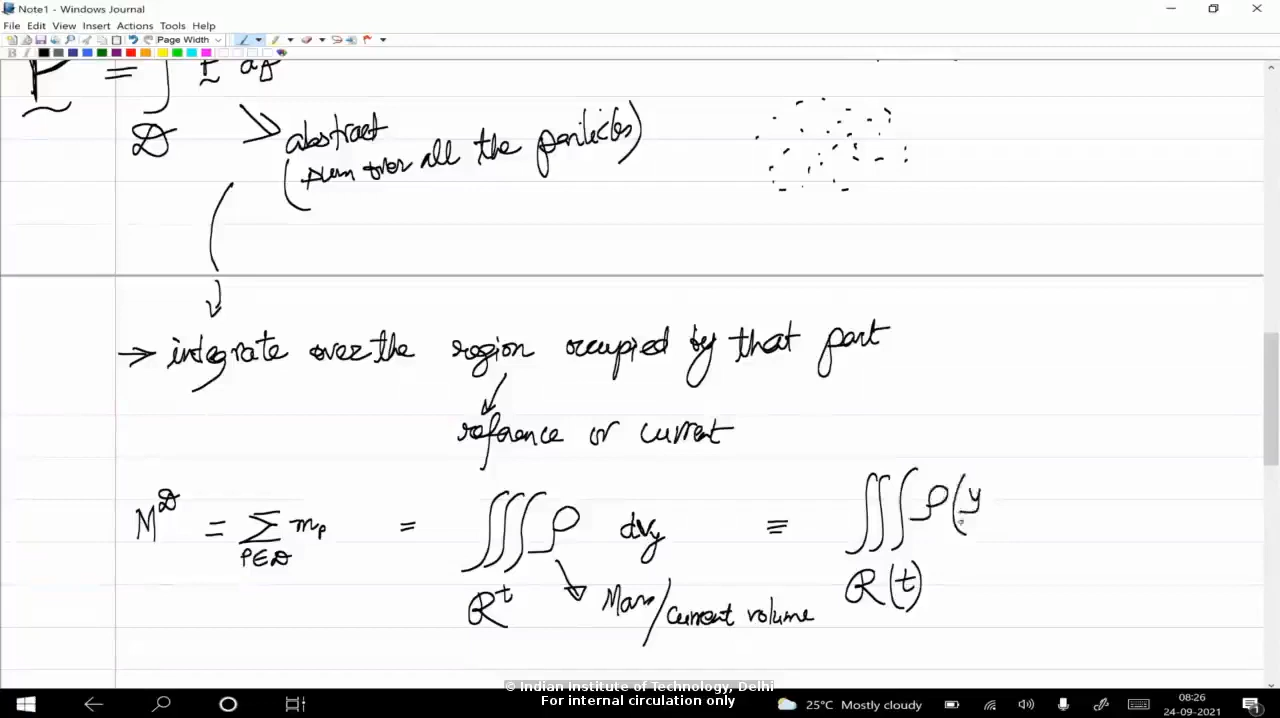 Note1 - Windows Journal
File Edit View Insert Actions Tools Help
Page Width
B I
P = ∫
D
abstract
(sum over all the particles)
→ integrate over the region occupied by that part
reference or current
M^D = Σ m_p = ∭ ρ dV_y ≡ ∭ ρ(y
P∈D R^t R(t)
Mass/current volume
© Indian Institute of Technology, Delhi
For internal circulation only
25°C Mostly cloudy
08:26
24-09-2021
1